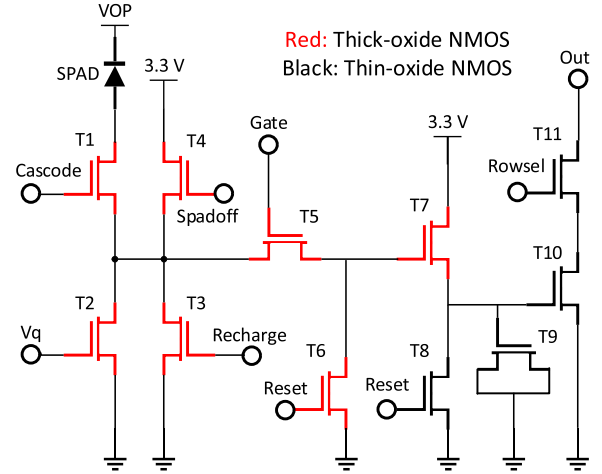 VOP
Red: Thick-oxide NMOS
Black: Thin-oxide NMOS
SPAD
3.3 V
Out
Gate
3.3 V
T1
T4
T11
Cascode
Rowsel
Spadoff
T5
T7
T10
T2
T3
Vq
Recharge
T9
T6
T8
Reset
Reset